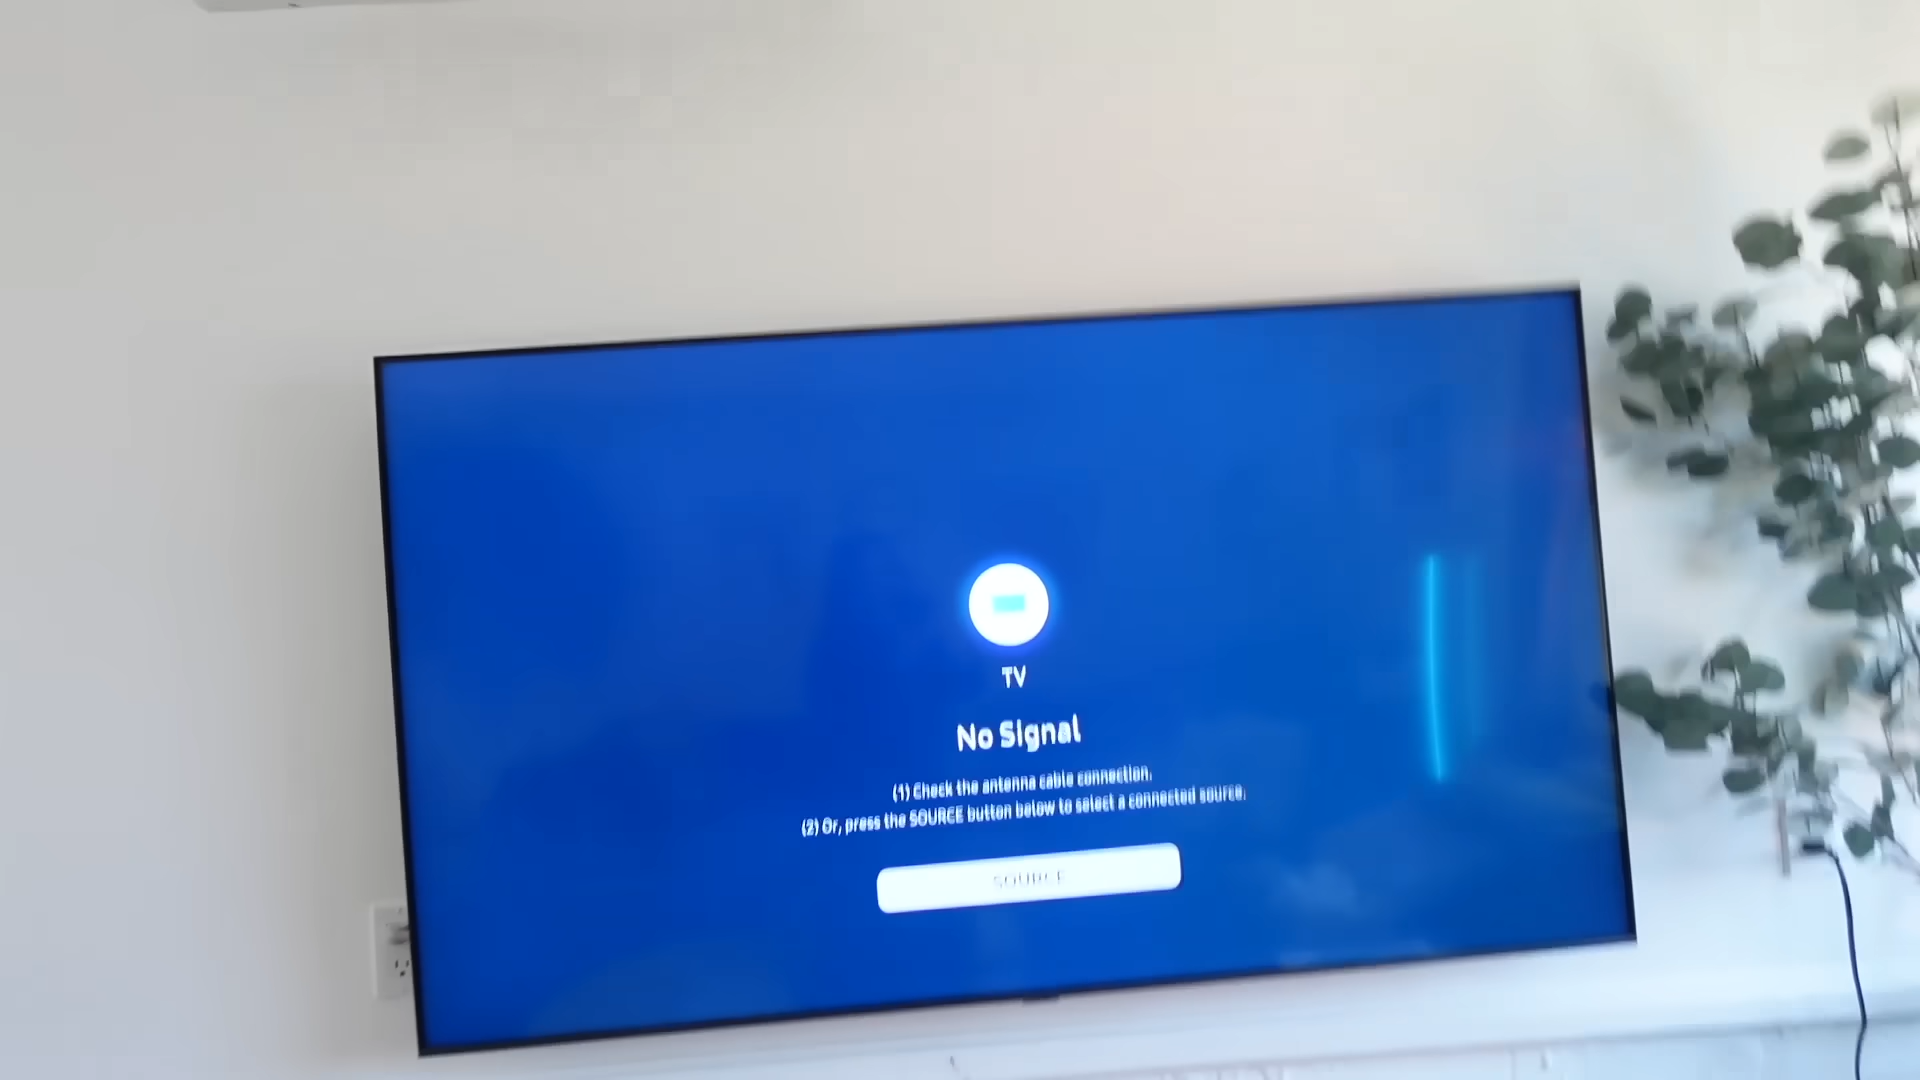 TV
No Signal
(1) Check the antenna cable connection.
(2) Or, press the SOURCE button below to select a connected source.
SOURCE